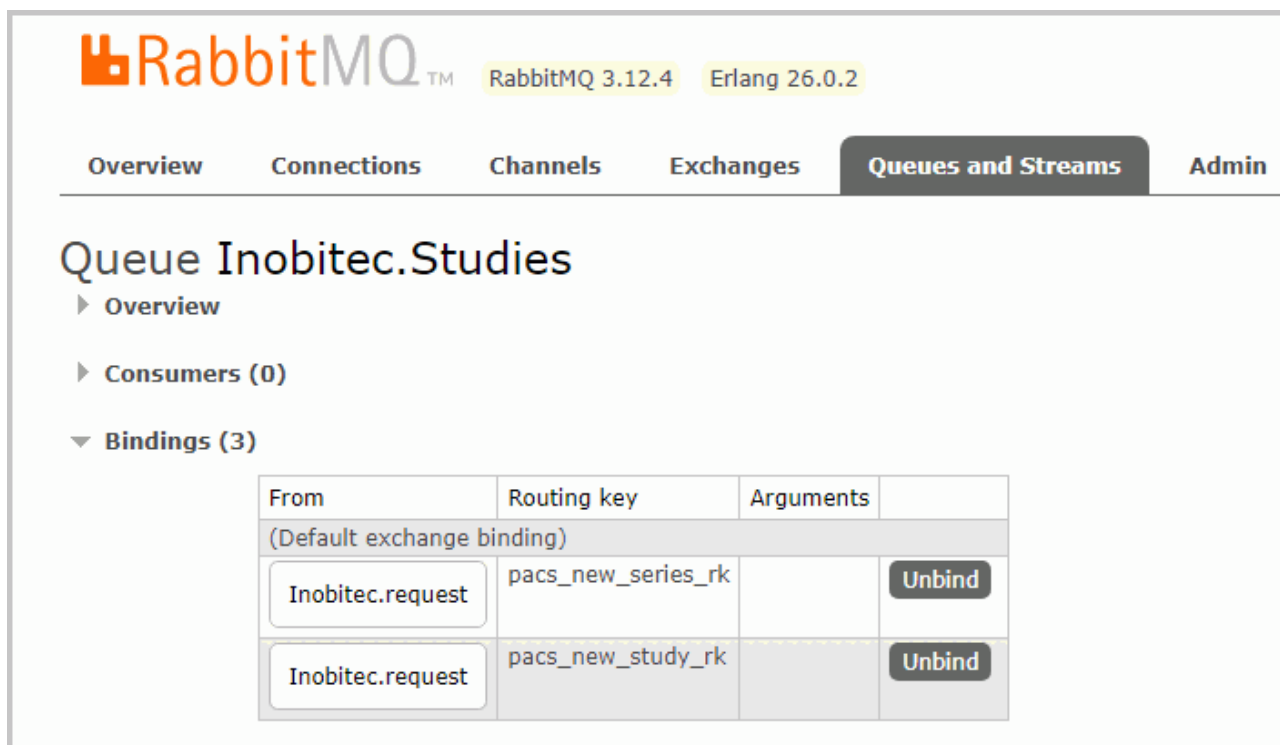 RabbitMQ TM RabbitMQ 3.12.4 Erlang 26.0.2
Overview Connections Channels Exchanges Queues and Streams Admin
Queue Inobitec.Studies
Overview
Consumers (0)
Bindings (3)
From Routing key Arguments
(Default exchange binding)
Inobitec.request pacs_new_series_rk Unbind
Inobitec.request pacs_new_study_rk Unbind